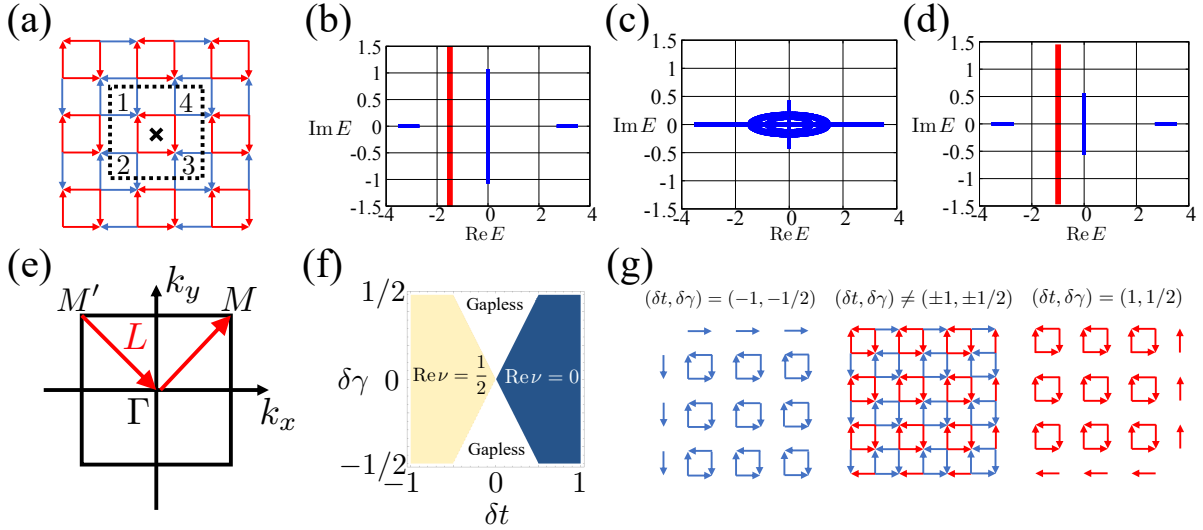 (a)
1 4
2 3
(b)
1.5
1
0.5
Im E 0
-0.5
-1
-1.5
-4 -2 0 2 4
Re E
(c)
1.5
1
0.5
Im E 0
-0.5
-1
-1.5
-4 -2 0 2 4
Re E
(d)
1.5
1
0.5
Im E 0
-0.5
-1
-1.5
-4 -2 0 2 4
Re E
(e)
k_y
M′ M
L
Γ
k_x
(f)
1/2
Gapless
δγ 0
Re ν = 1/2 Re ν = 0
Gapless
−1/2
−1 0 1
δt
(g)
(δt, δγ) = (−1, −1/2) (δt, δγ) ≠ (±1, ±1/2) (δt, δγ) = (1, 1/2)